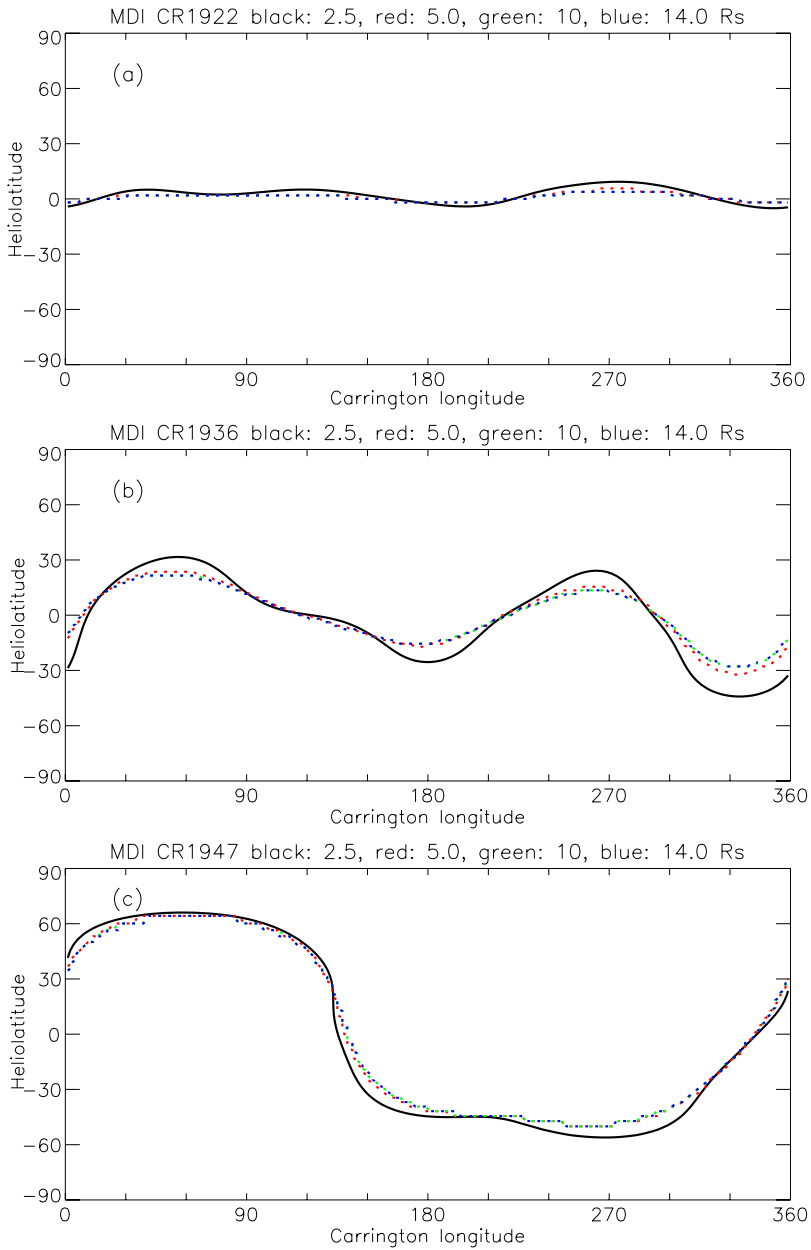 MDI CR1922 black: 2.5, red: 5.0, green: 10, blue: 14.0 Rs
(a)
90
60
30
0
−30
−60
−90
Heliolatitude
0 90 180 270 360
Carrington longitude
MDI CR1936 black: 2.5, red: 5.0, green: 10, blue: 14.0 Rs
(b)
90
60
30
0
−30
−60
−90
Heliolatitude
0 90 180 270 360
Carrington longitude
MDI CR1947 black: 2.5, red: 5.0, green: 10, blue: 14.0 Rs
(c)
90
60
30
0
−30
−60
−90
Heliolatitude
0 90 180 270 360
Carrington longitude